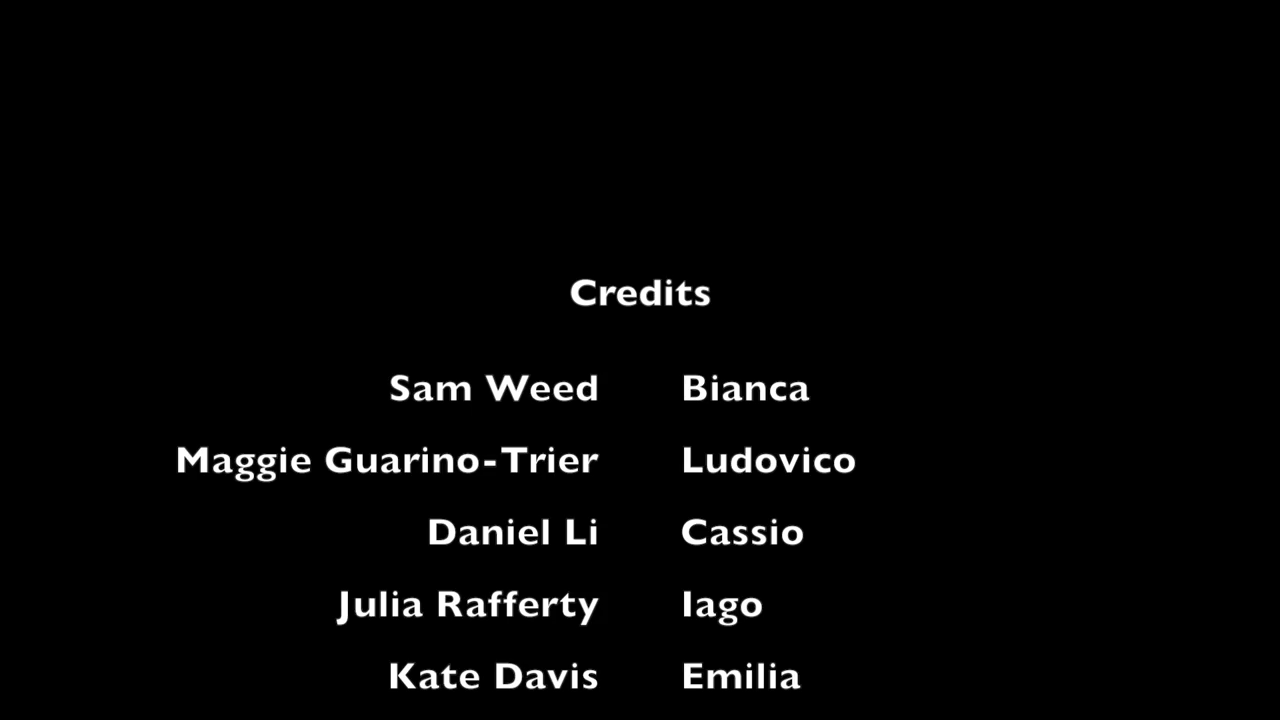 Credits
Sam Weed Bianca
Maggie Guarino-Trier Ludovico
Daniel Li Cassio
Julia Rafferty Iago
Kate Davis Emilia